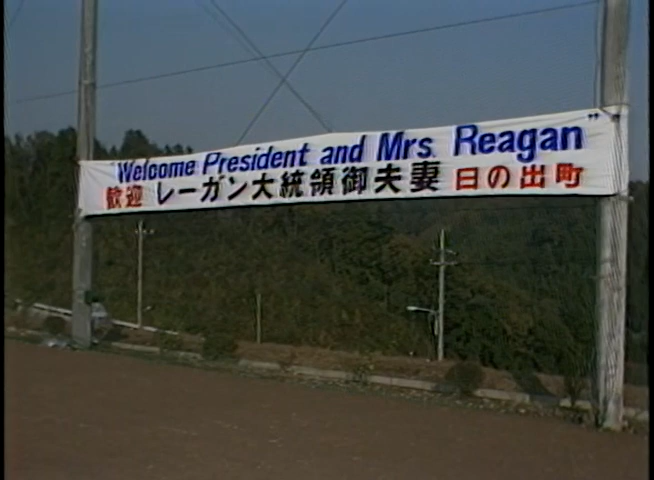 "Welcome President and Mrs. Reagan"
歓迎 レーガン大統領御夫妻 日の出町